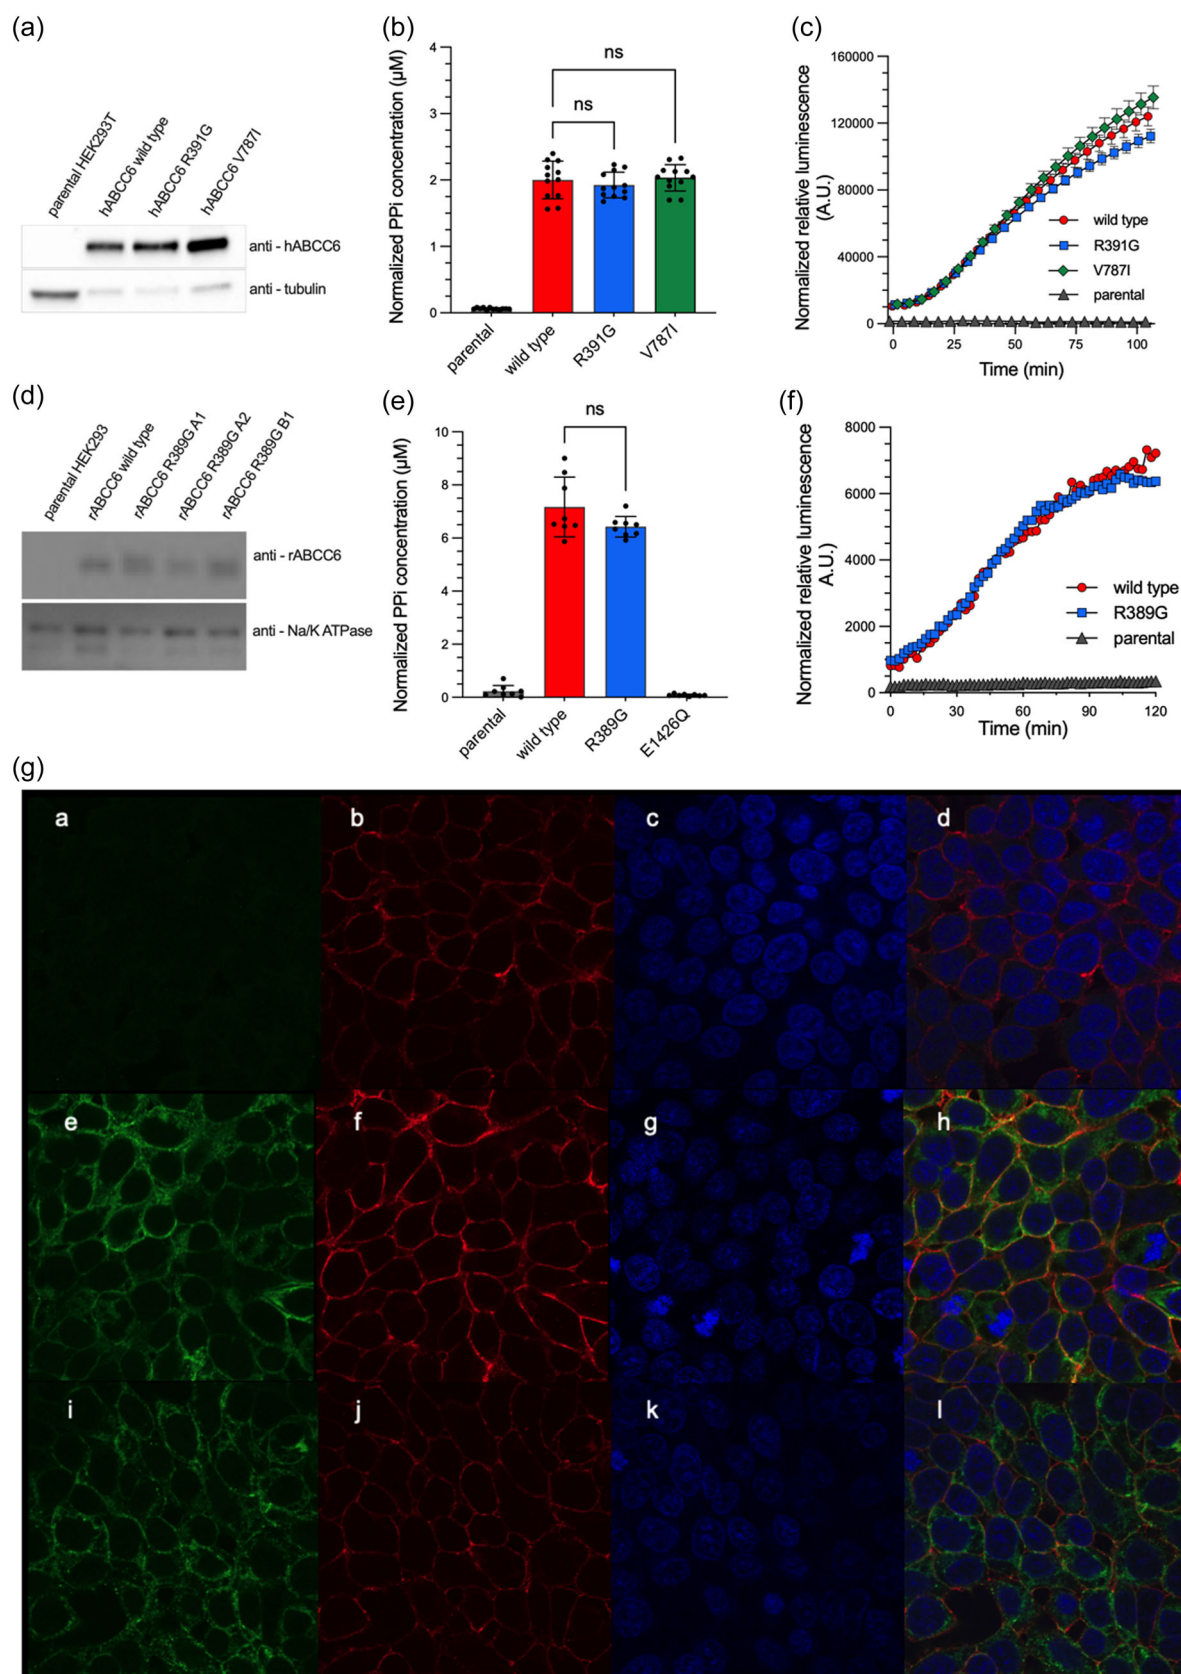 (a)
parental HEK293T
hABCC6 wild type
hABCC6 R391G
hABCC6 V787I
anti - hABCC6
anti - tubulin
(b)
Normalized PPi concentration (µM)
4
3
2
1
0
ns
ns
parental
wild type
R391G
V787I
(c)
Normalized relative luminescence
(A.U.)
160000
120000
80000
40000
0
wild type
R391G
V787I
parental
0
25
50
75
100
Time (min)
(d)
parental HEK293
rABCC6 wild type
rABCC6 R389G A1
rABCC6 R389G A2
rABCC6 R389G B1
anti - rABCC6
anti - Na/K ATPase
(e)
Normalized PPi concentration (µM)
10
8
6
4
2
0
ns
parental
wild type
R389G
E1426Q
(f)
Normalized relative luminescence
A.U.)
8000
6000
4000
2000
0
wild type
R389G
parental
0
30
60
90
120
Time (min)
(g)
a
b
c
d
e
f
g
h
i
j
k
l